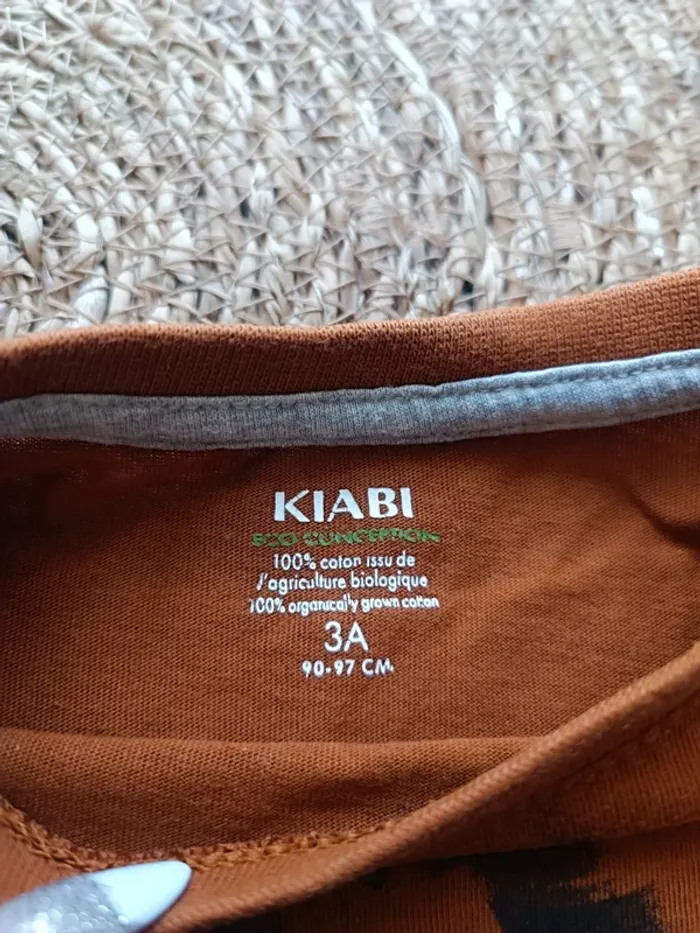 KIABI
ECO CONCEPTION
100% coton issu de
l'agriculture biologique
100% organically grown cotton
3A
90-97 CM.